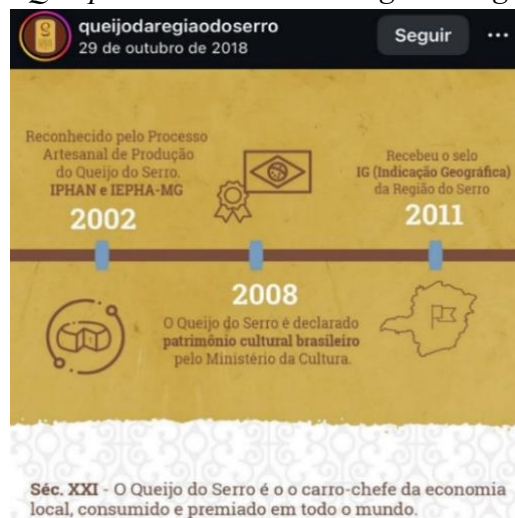 queijodaregiaodoserro
29 de outubro de 2018
Seguir
Reconhecido pelo Processo
Artesanal de Produção
do Queijo do Serro.
IPHAN e IEPHA-MG
2002
Recebeu o selo
IG (Indicação Geográfica)
da Região do Serro
2011
2008
O Queijo do Serro é declarado
patrimônio cultural brasileiro
pelo Ministério da Cultura.
Séc. XXI - O Queijo do Serro é o o carro-chefe da economia
local, consumido e premiado em todo o mundo.